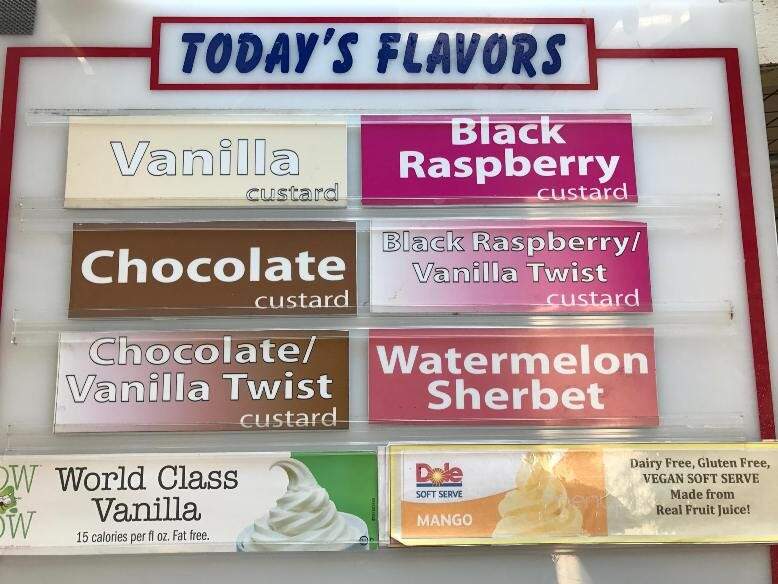 TODAY'S FLAVORS
Vanilla
custard
Black
Raspberry
custard
Chocolate
custard
Black Raspberry/
Vanilla Twist
custard
Chocolate/
Vanilla Twist
custard
Watermelon
Sherbet
OW
OW
World Class
Vanilla
15 calories per fl oz. Fat free.
Dole
SOFT SERVE
MANGO
Dairy Free, Gluten Free,
VEGAN SOFT SERVE
Made from
Real Fruit Juice!